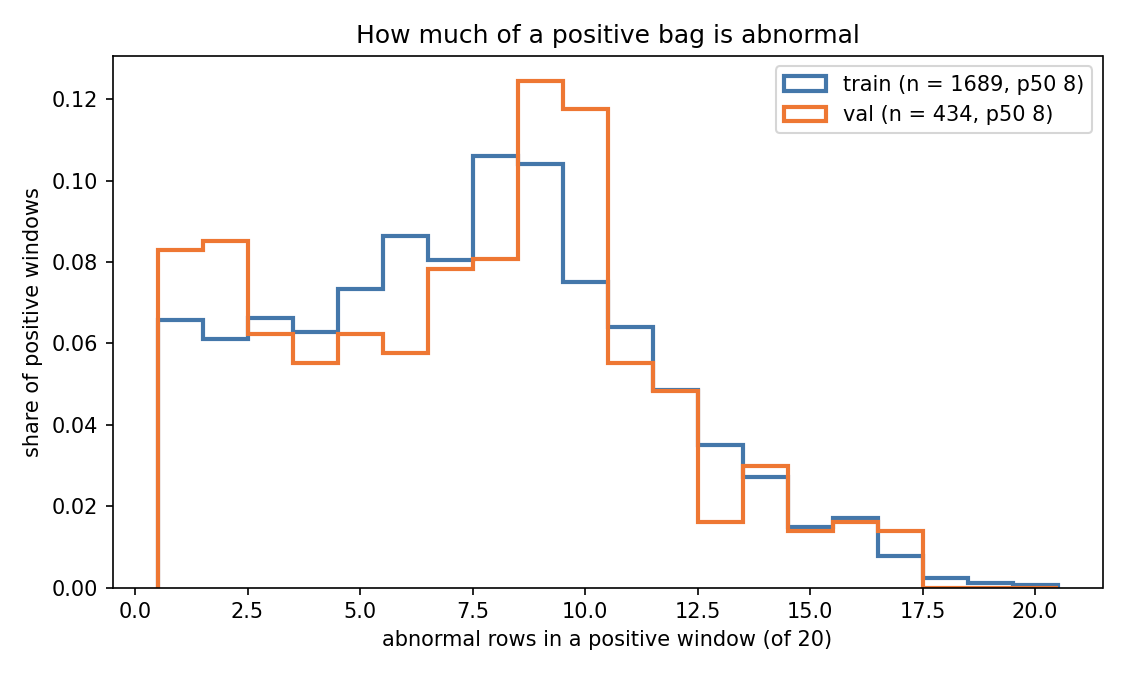 How much of a positive bag is abnormal
train (n = 1689, p50 8)
val (n = 434, p50 8)
share of positive windows
0.12
0.10
0.08
0.06
0.04
0.02
0.00
0.0 2.5 5.0 7.5 10.0 12.5 15.0 17.5 20.0
abnormal rows in a positive window (of 20)